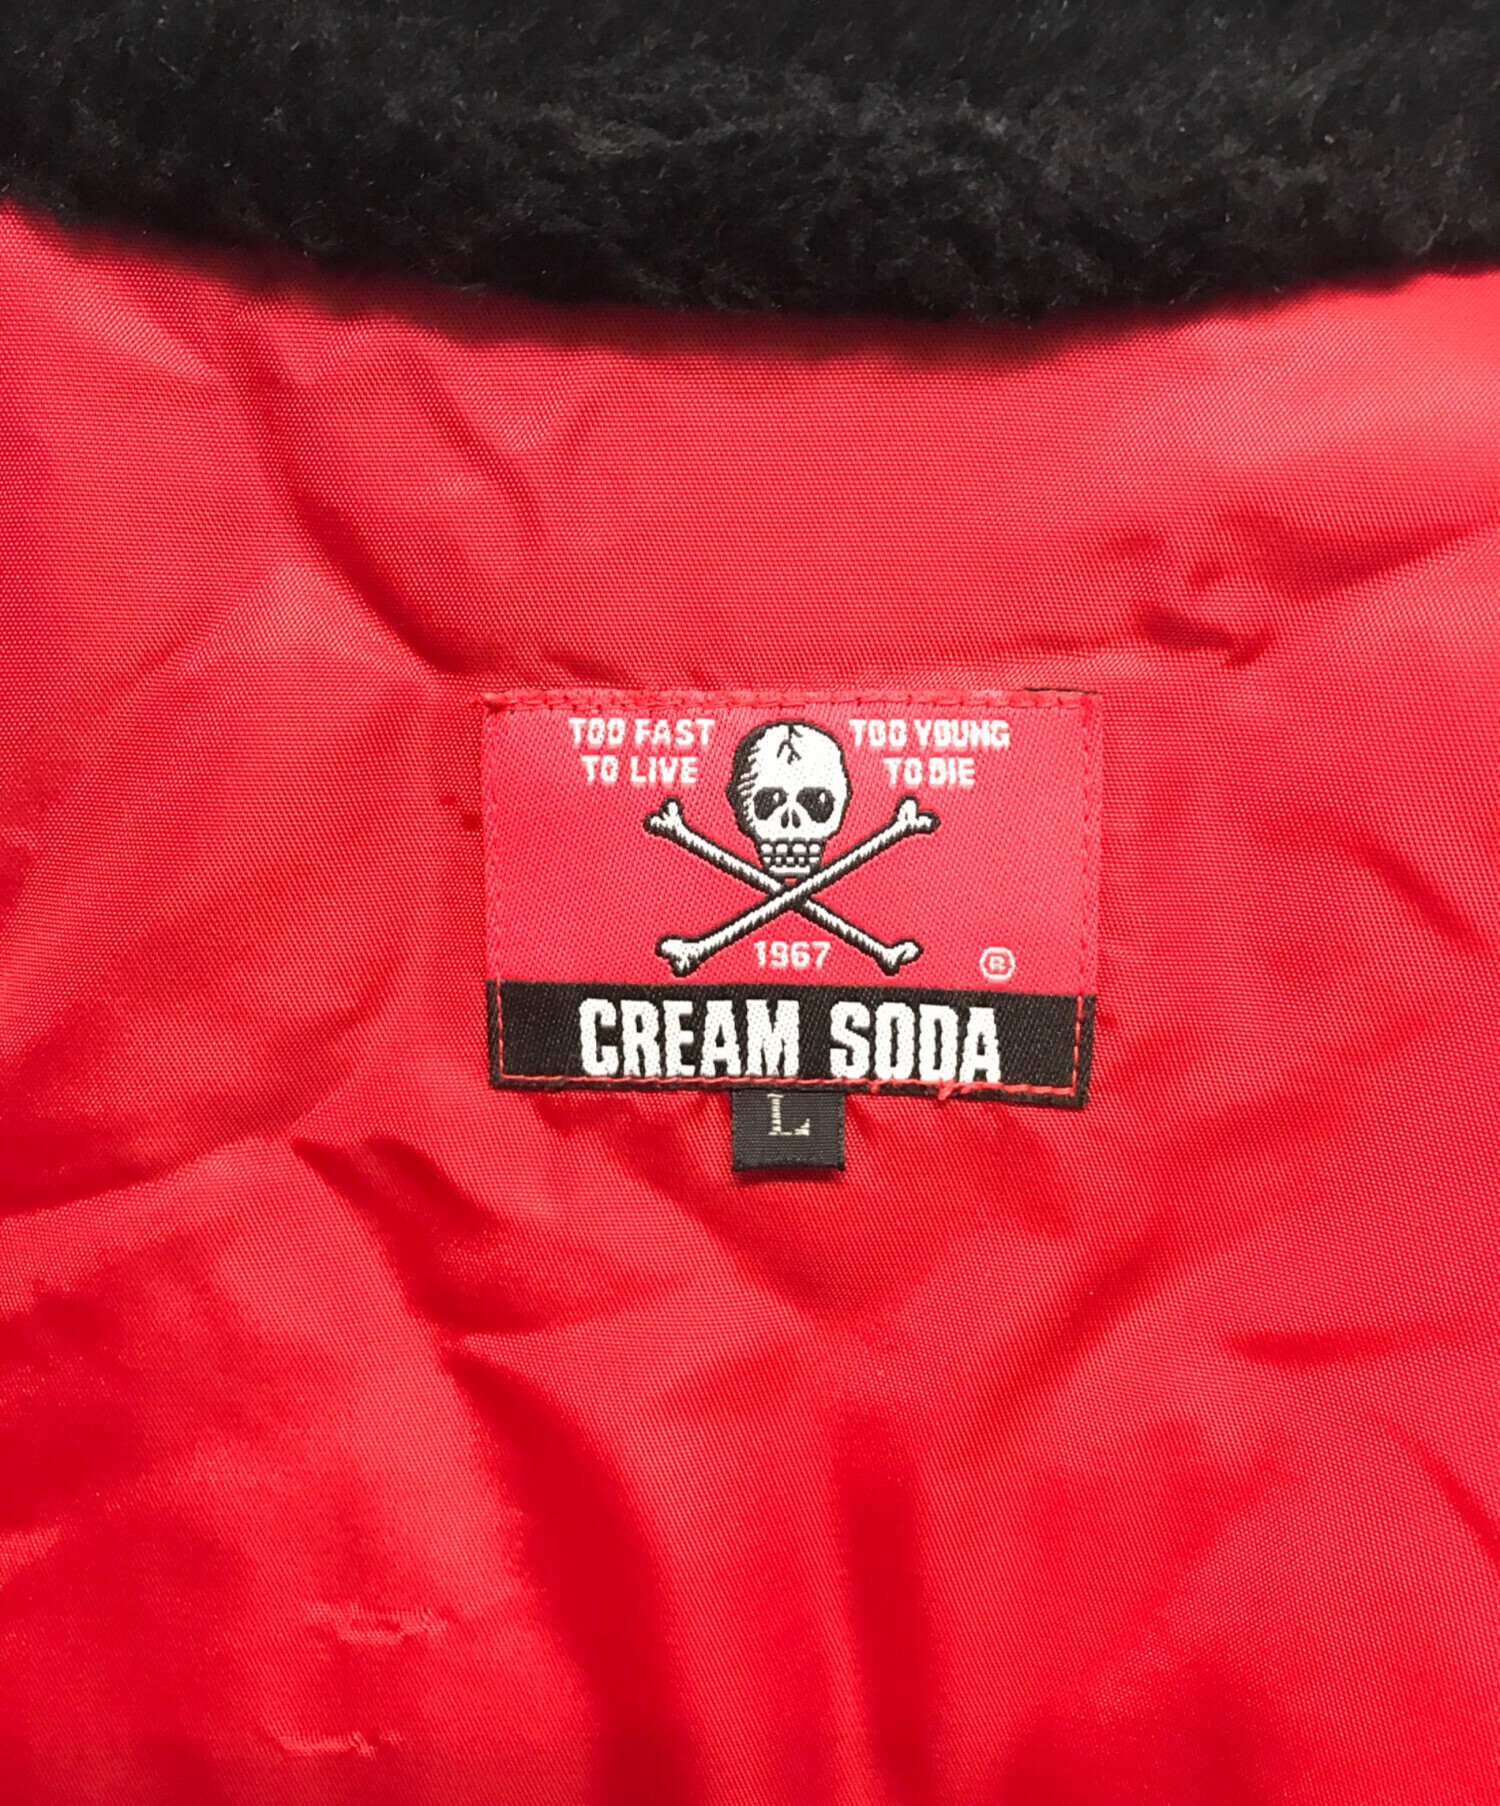 TOO FAST
TO LIVE
TOO YOUNG
TO DIE
1967
®
CREAM SODA
L